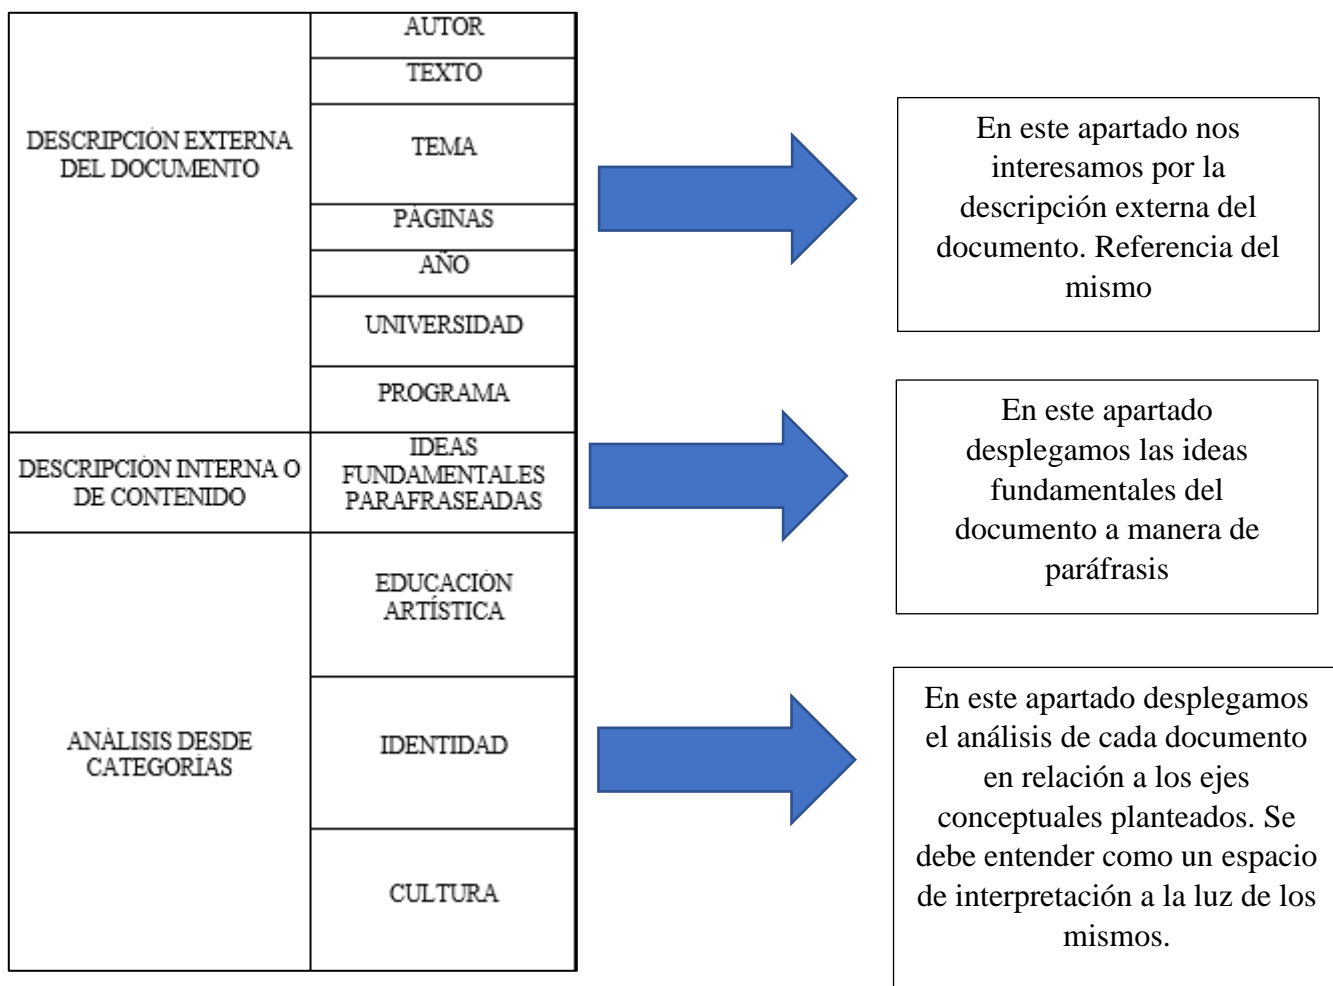 AUTOR
TEXTO
DESCRIPCIÓN EXTERNA
DEL DOCUMENTO
TEMA
PÁGINAS
AÑO
UNIVERSIDAD
PROGRAMA
En este apartado nos
interesamos por la
descripción externa del
documento. Referencia del
mismo
DESCRIPCIÓN INTERNA O
DE CONTENIDO
IDEAS
FUNDAMENTALES
PARAFRASEADAS
En este apartado
desplegamos las ideas
fundamentales del
documento a manera de
paráfrasis
ANÁLISIS DESDE
CATEGORÍAS
EDUCACIÓN
ARTÍSTICA
IDENTIDAD
CULTURA
En este apartado desplegamos
el análisis de cada documento
en relación a los ejes
conceptuales planteados. Se
debe entender como un espacio
de interpretación a la luz de los
mismos.